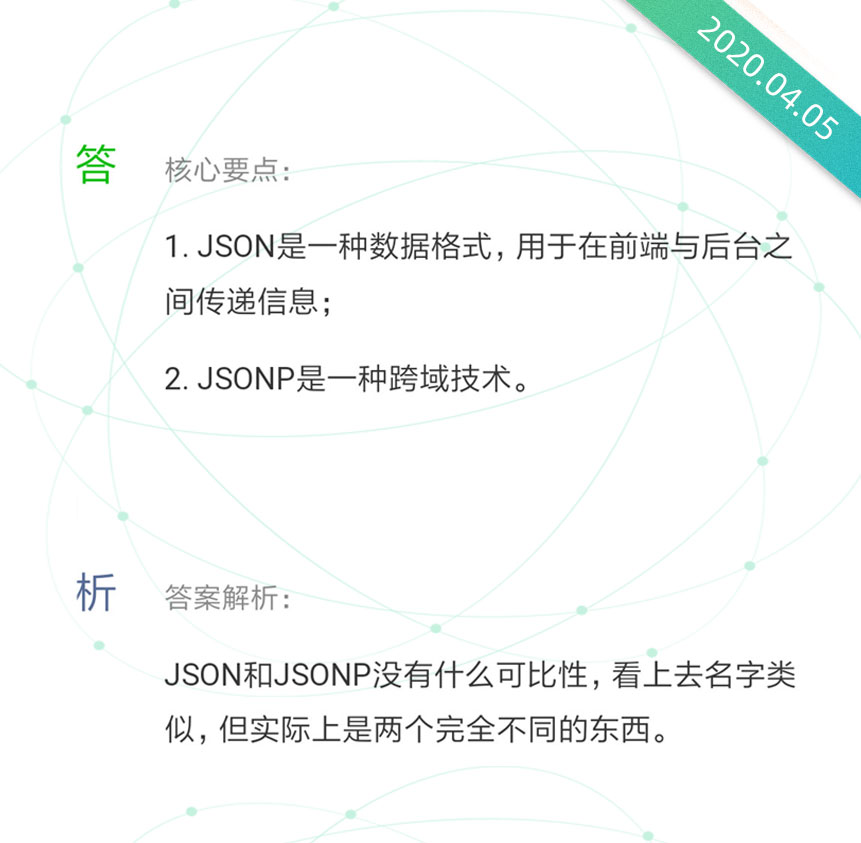 2020.04.05
答 核心要点：
1. JSON是一种数据格式，用于在前端与后台之
间传递信息；
2. JSONP是一种跨域技术。
析 答案解析：
JSON和JSONP没有什么可比性，看上去名字类
似，但实际上是两个完全不同的东西。